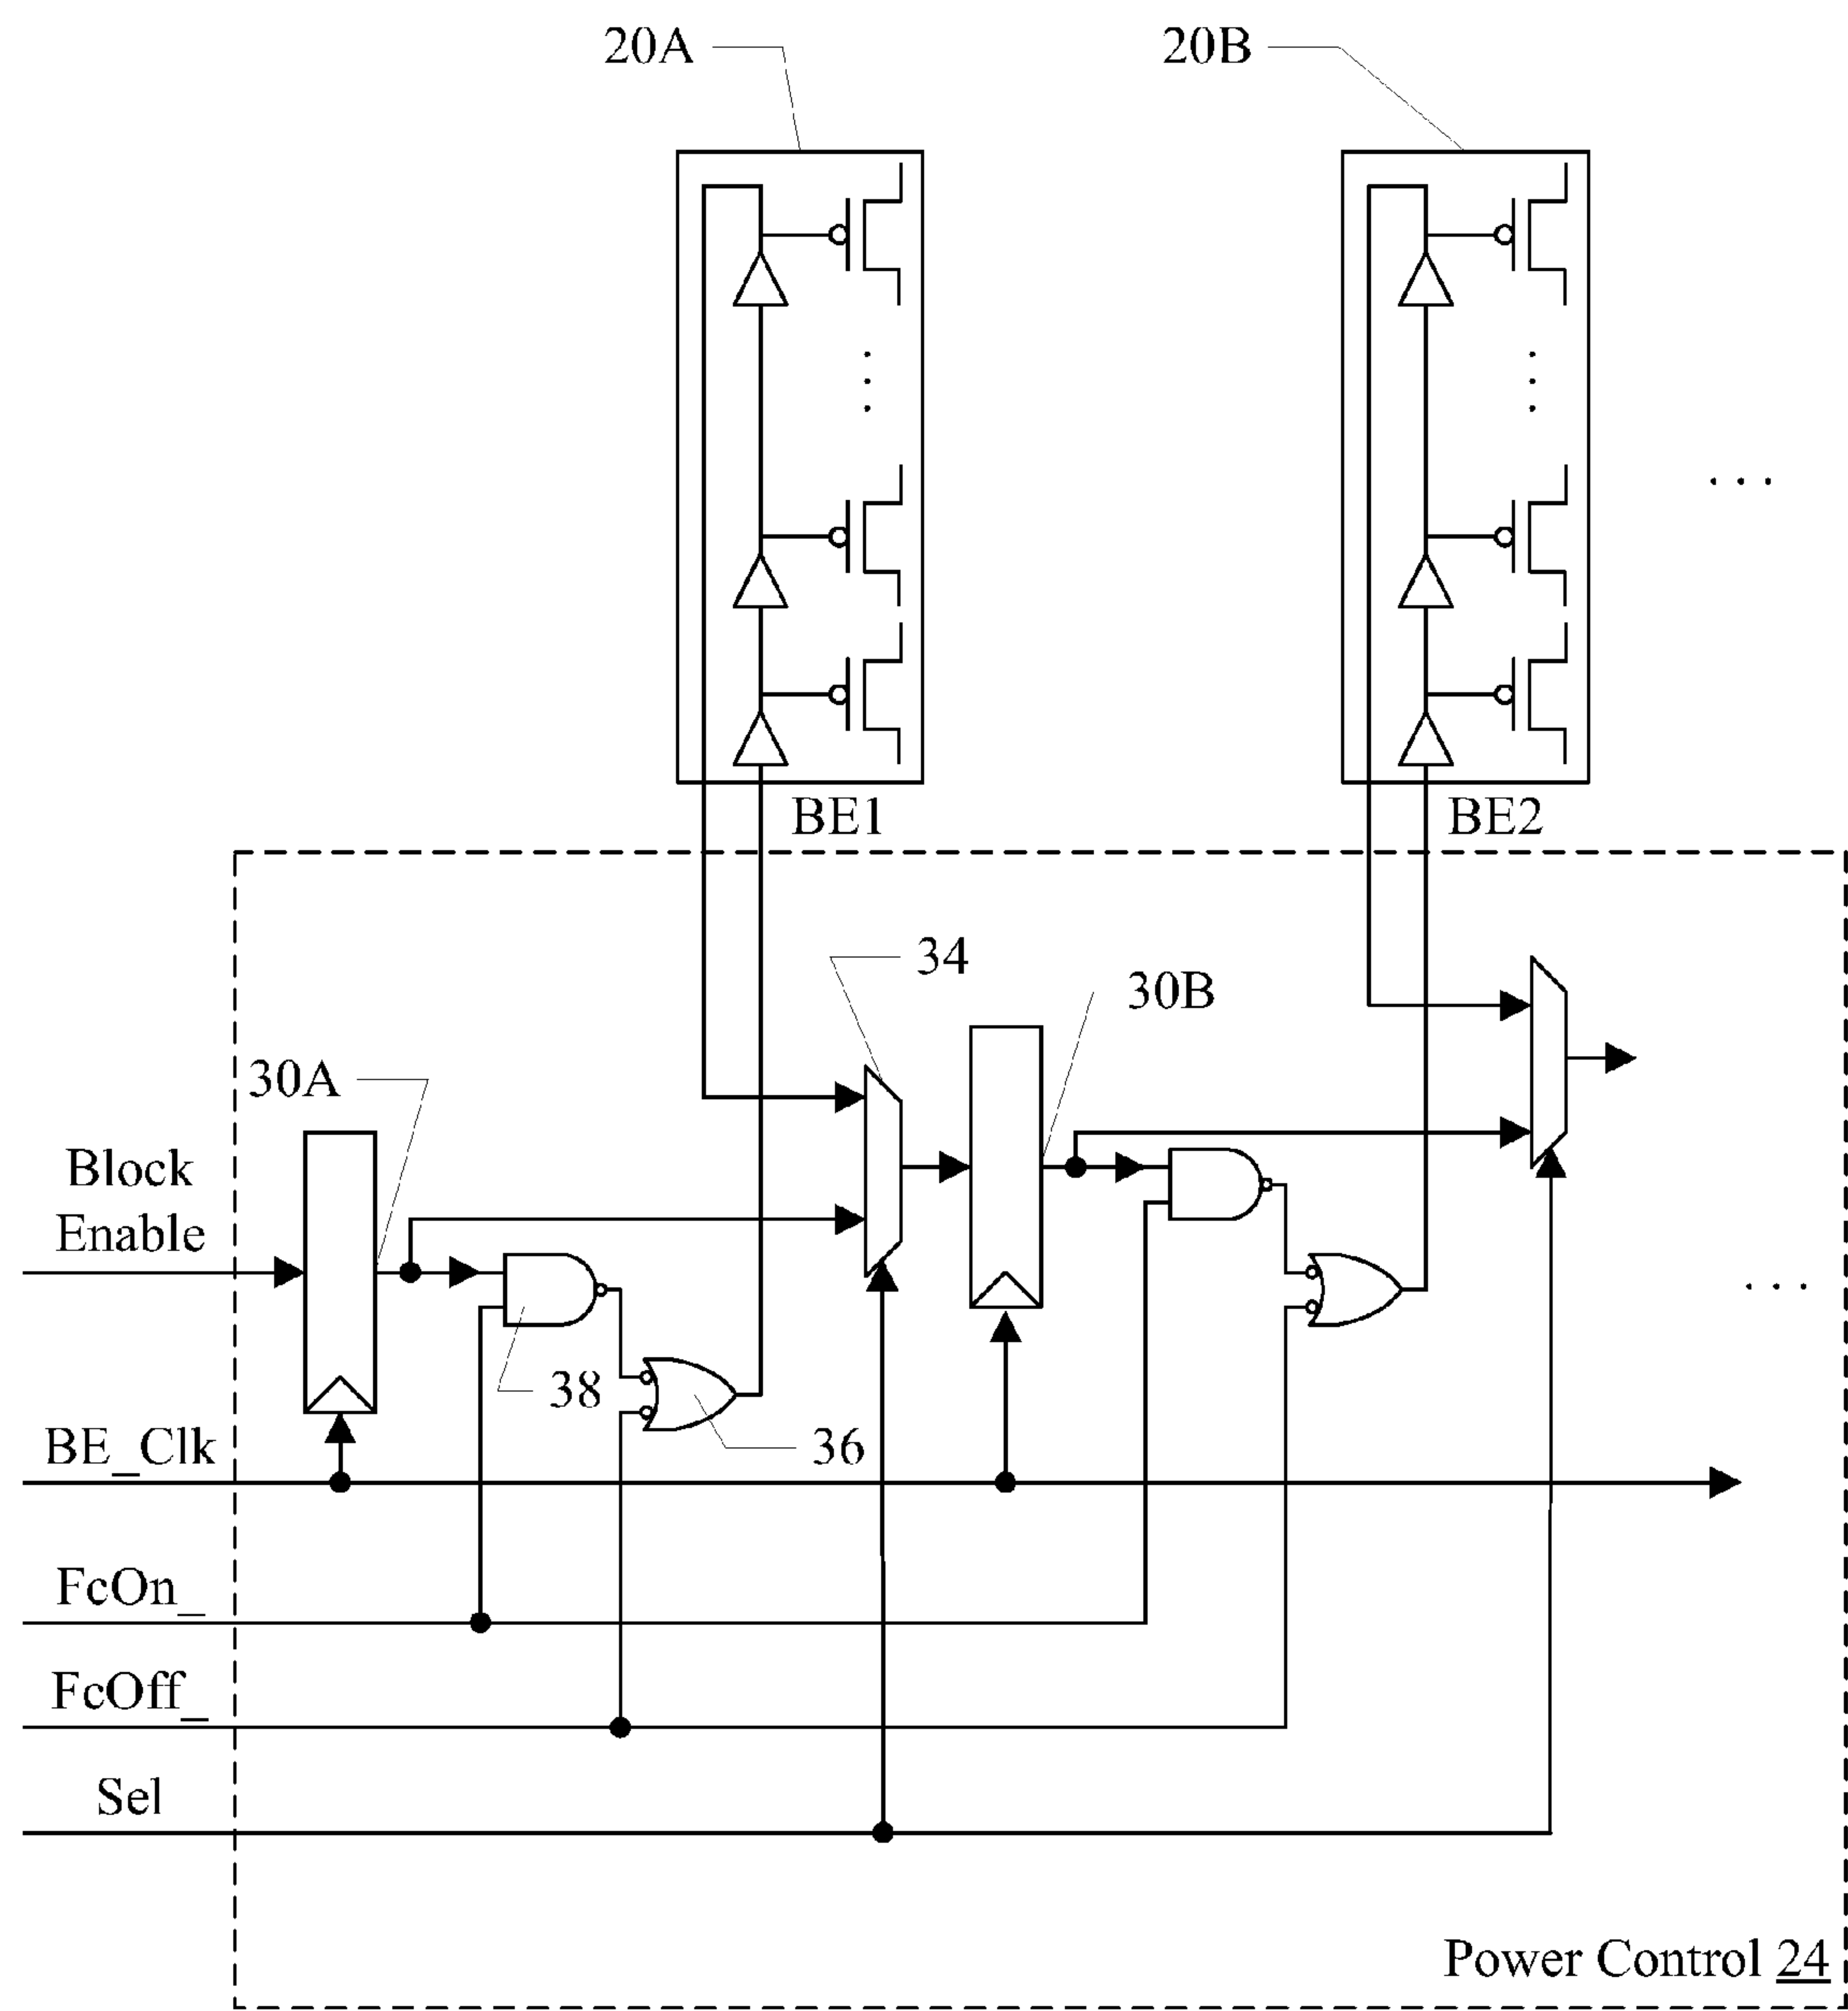 20A
20B
BE1
BE2
34
30B
30A
Block
Enable
38
36
BE_Clk
FcOn_
FcOff_
Sel
Power Control 24